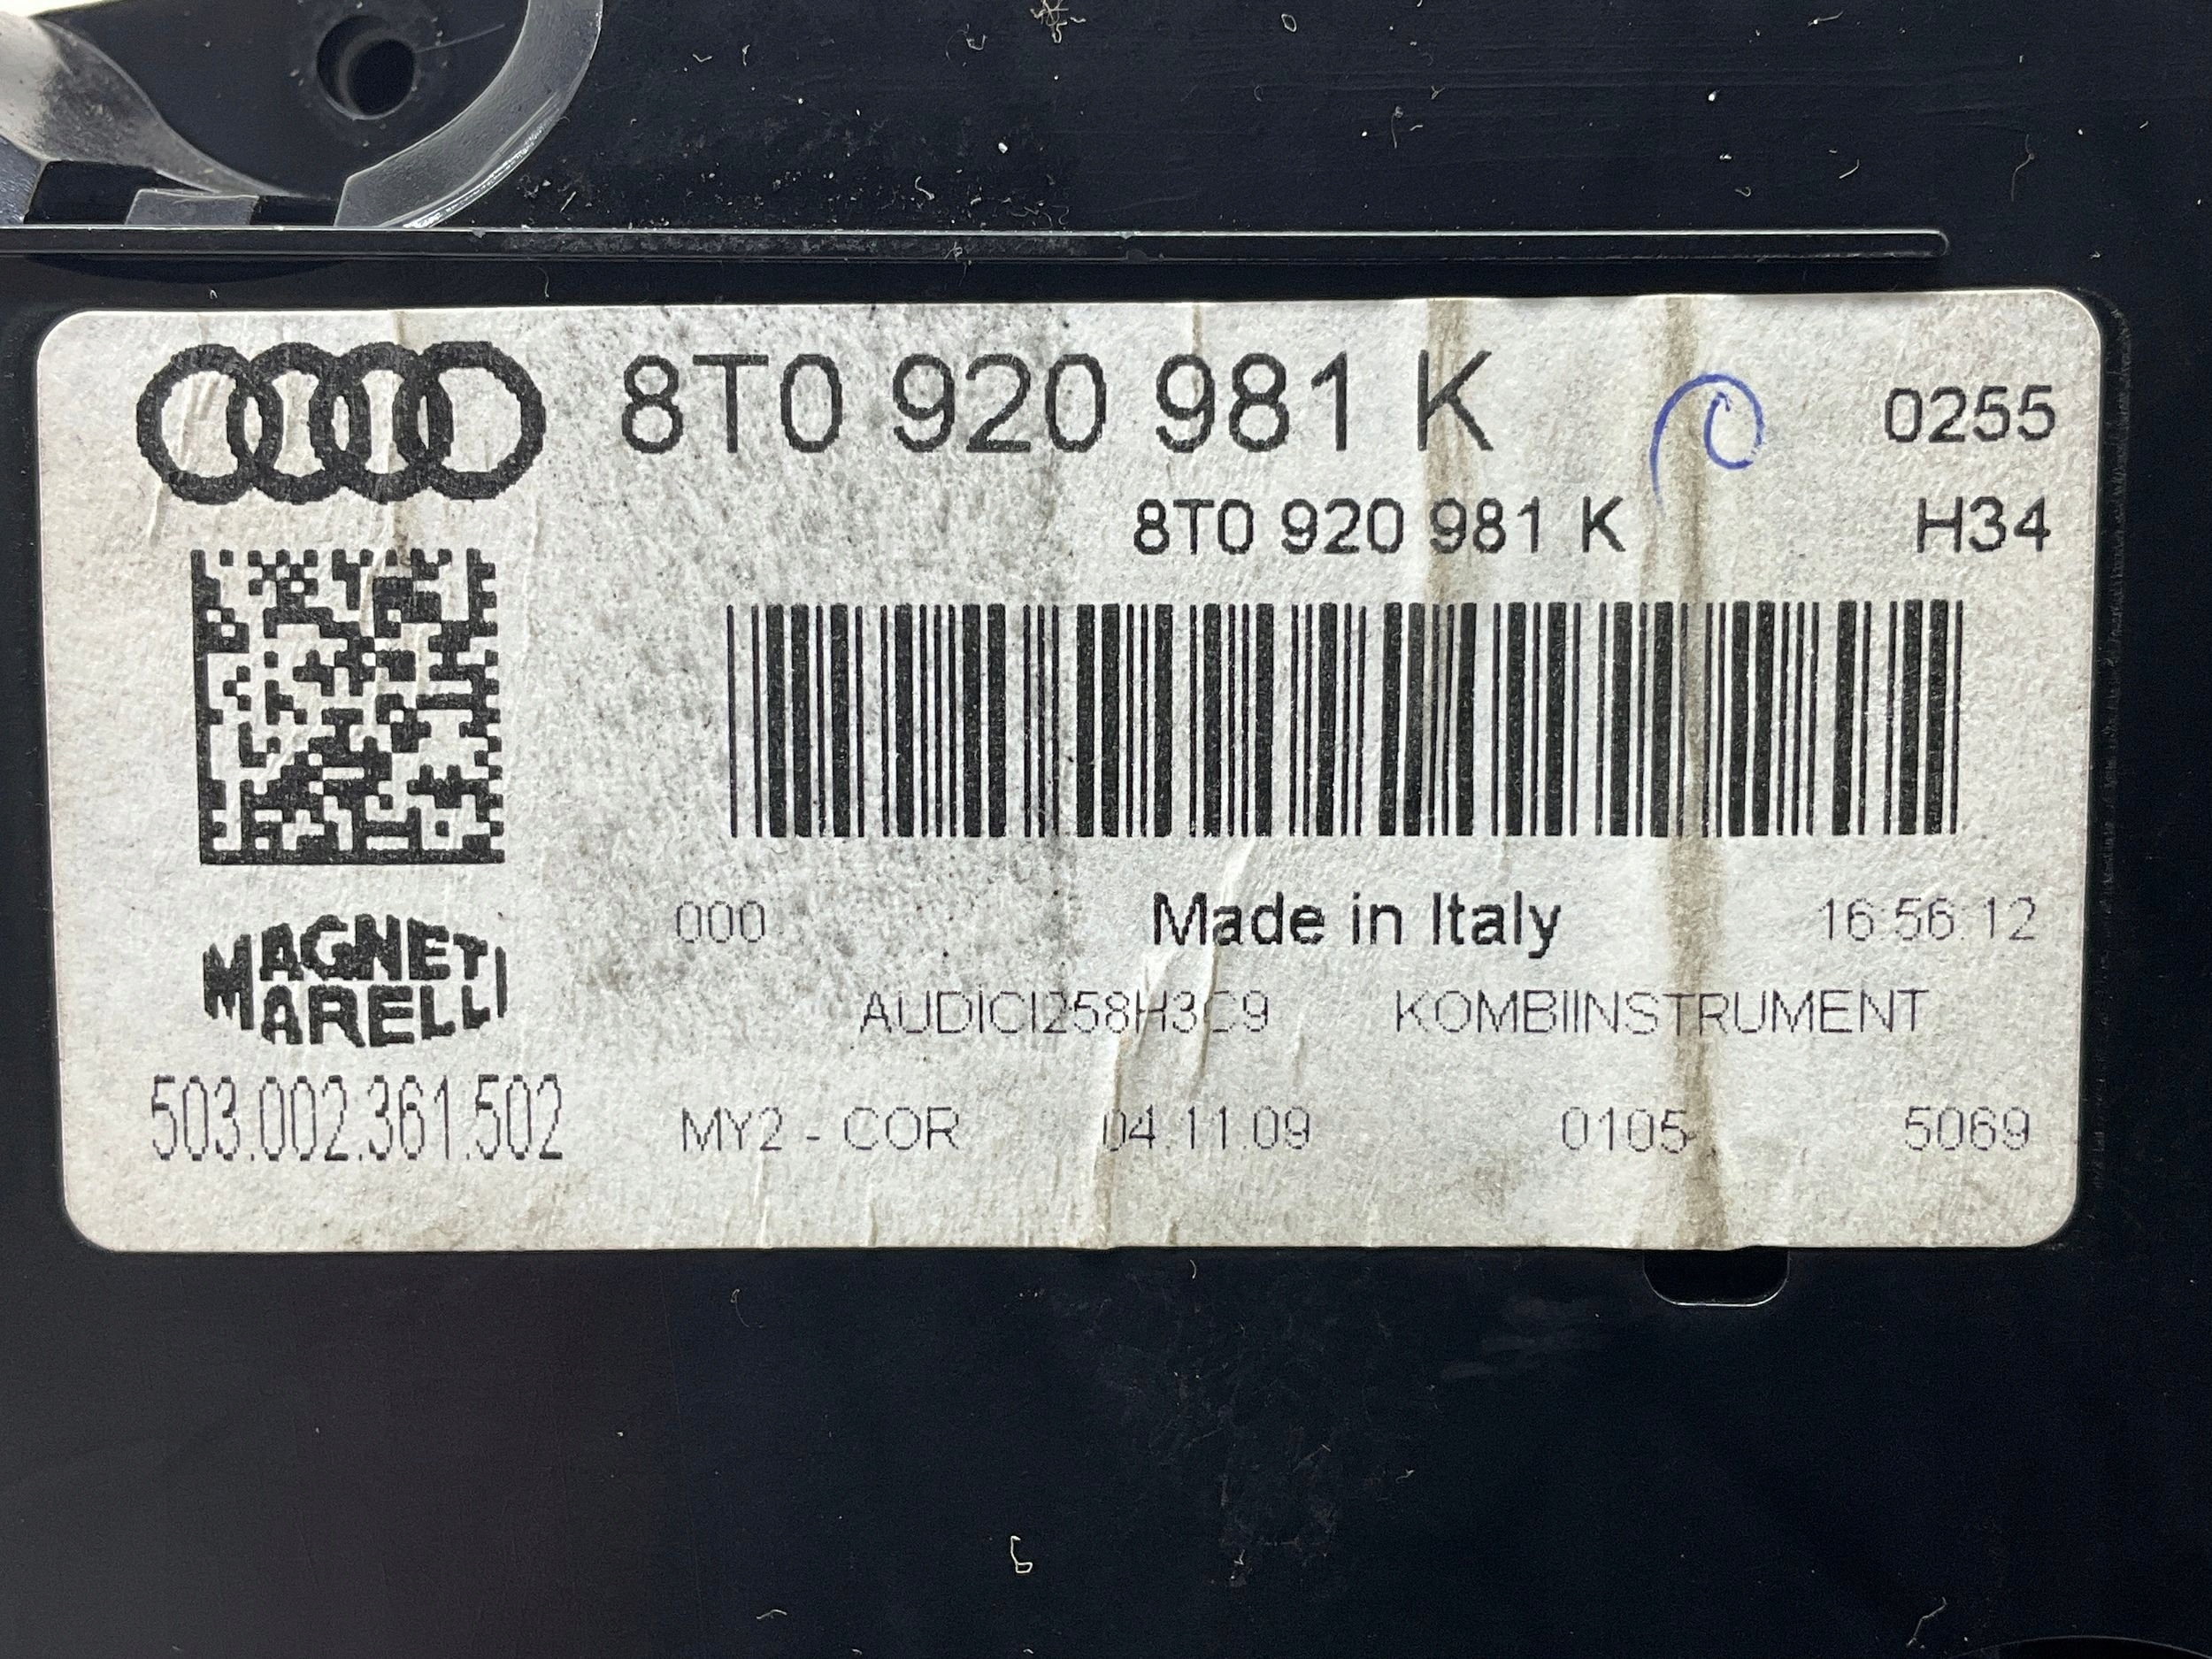 8T0 920 981 K 0255
8T0 920 981 K H34
000 Made in Italy 16:56:12
MAGNETI
MARELLI
AUDICI258H3C9 KOMBIINSTRUMENT
503.002.361.502 MY2 - COR 04.11.09 0105 5069